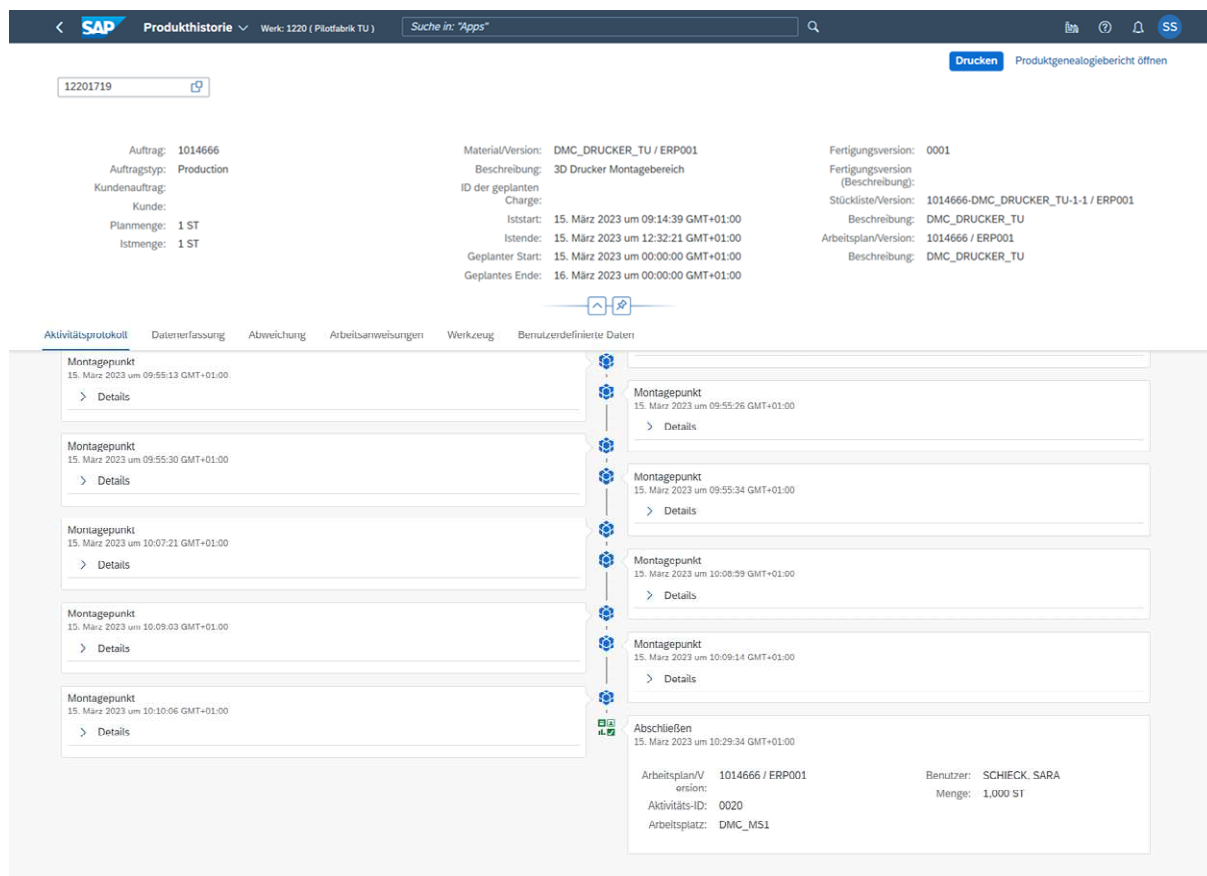 SAP Produkthistorie Werk: 1220 ( Pilotfabrik TU ) Suche in: "Apps" SS
Drucken Produktgenealogiebericht öffnen
12201719
Auftrag: 1014666
Auftragstyp: Production
Kundenauftrag:
Kunde:
Planmenge: 1 ST
Istmenge: 1 ST
Material/Version: DMC_DRUCKER_TU / ERP001
Beschreibung: 3D Drucker Montagebereich
ID der geplanten
Charge:
Iststart: 15. März 2023 um 09:14:39 GMT+01:00
Istende: 15. März 2023 um 12:32:21 GMT+01:00
Geplanter Start: 15. März 2023 um 00:00:00 GMT+01:00
Geplantes Ende: 16. März 2023 um 00:00:00 GMT+01:00
Fertigungsversion: 0001
Fertigungsversion
(Beschreibung):
Stückliste/Version: 1014666-DMC_DRUCKER_TU-1-1 / ERP001
Beschreibung: DMC_DRUCKER_TU
Arbeitsplan/Version: 1014666 / ERP001
Beschreibung: DMC_DRUCKER_TU
Aktivitätsprotokoll Datenerfassung Abweichung Arbeitsanweisungen Werkzeug Benutzerdefinierte Daten
Montagepunkt
15. März 2023 um 09:55:13 GMT+01:00
Details
Montagepunkt
15. März 2023 um 09:55:26 GMT+01:00
Details
Montagepunkt
15. März 2023 um 09:55:30 GMT+01:00
Details
Montagepunkt
15. März 2023 um 09:55:34 GMT+01:00
Details
Montagepunkt
15. März 2023 um 10:07:21 GMT+01:00
Details
Montagepunkt
15. März 2023 um 10:08:59 GMT+01:00
Details
Montagepunkt
15. März 2023 um 10:09:03 GMT+01:00
Details
Montagepunkt
15. März 2023 um 10:09:14 GMT+01:00
Details
Montagepunkt
15. März 2023 um 10:10:06 GMT+01:00
Details
Abschließen
15. März 2023 um 10:29:34 GMT+01:00
Arbeitsplan/V
ersion: 1014666 / ERP001
Aktivitäts-ID: 0020
Arbeitsplatz: DMC_MS1
Benutzer: SCHIECK, SARA
Menge: 1,000 ST